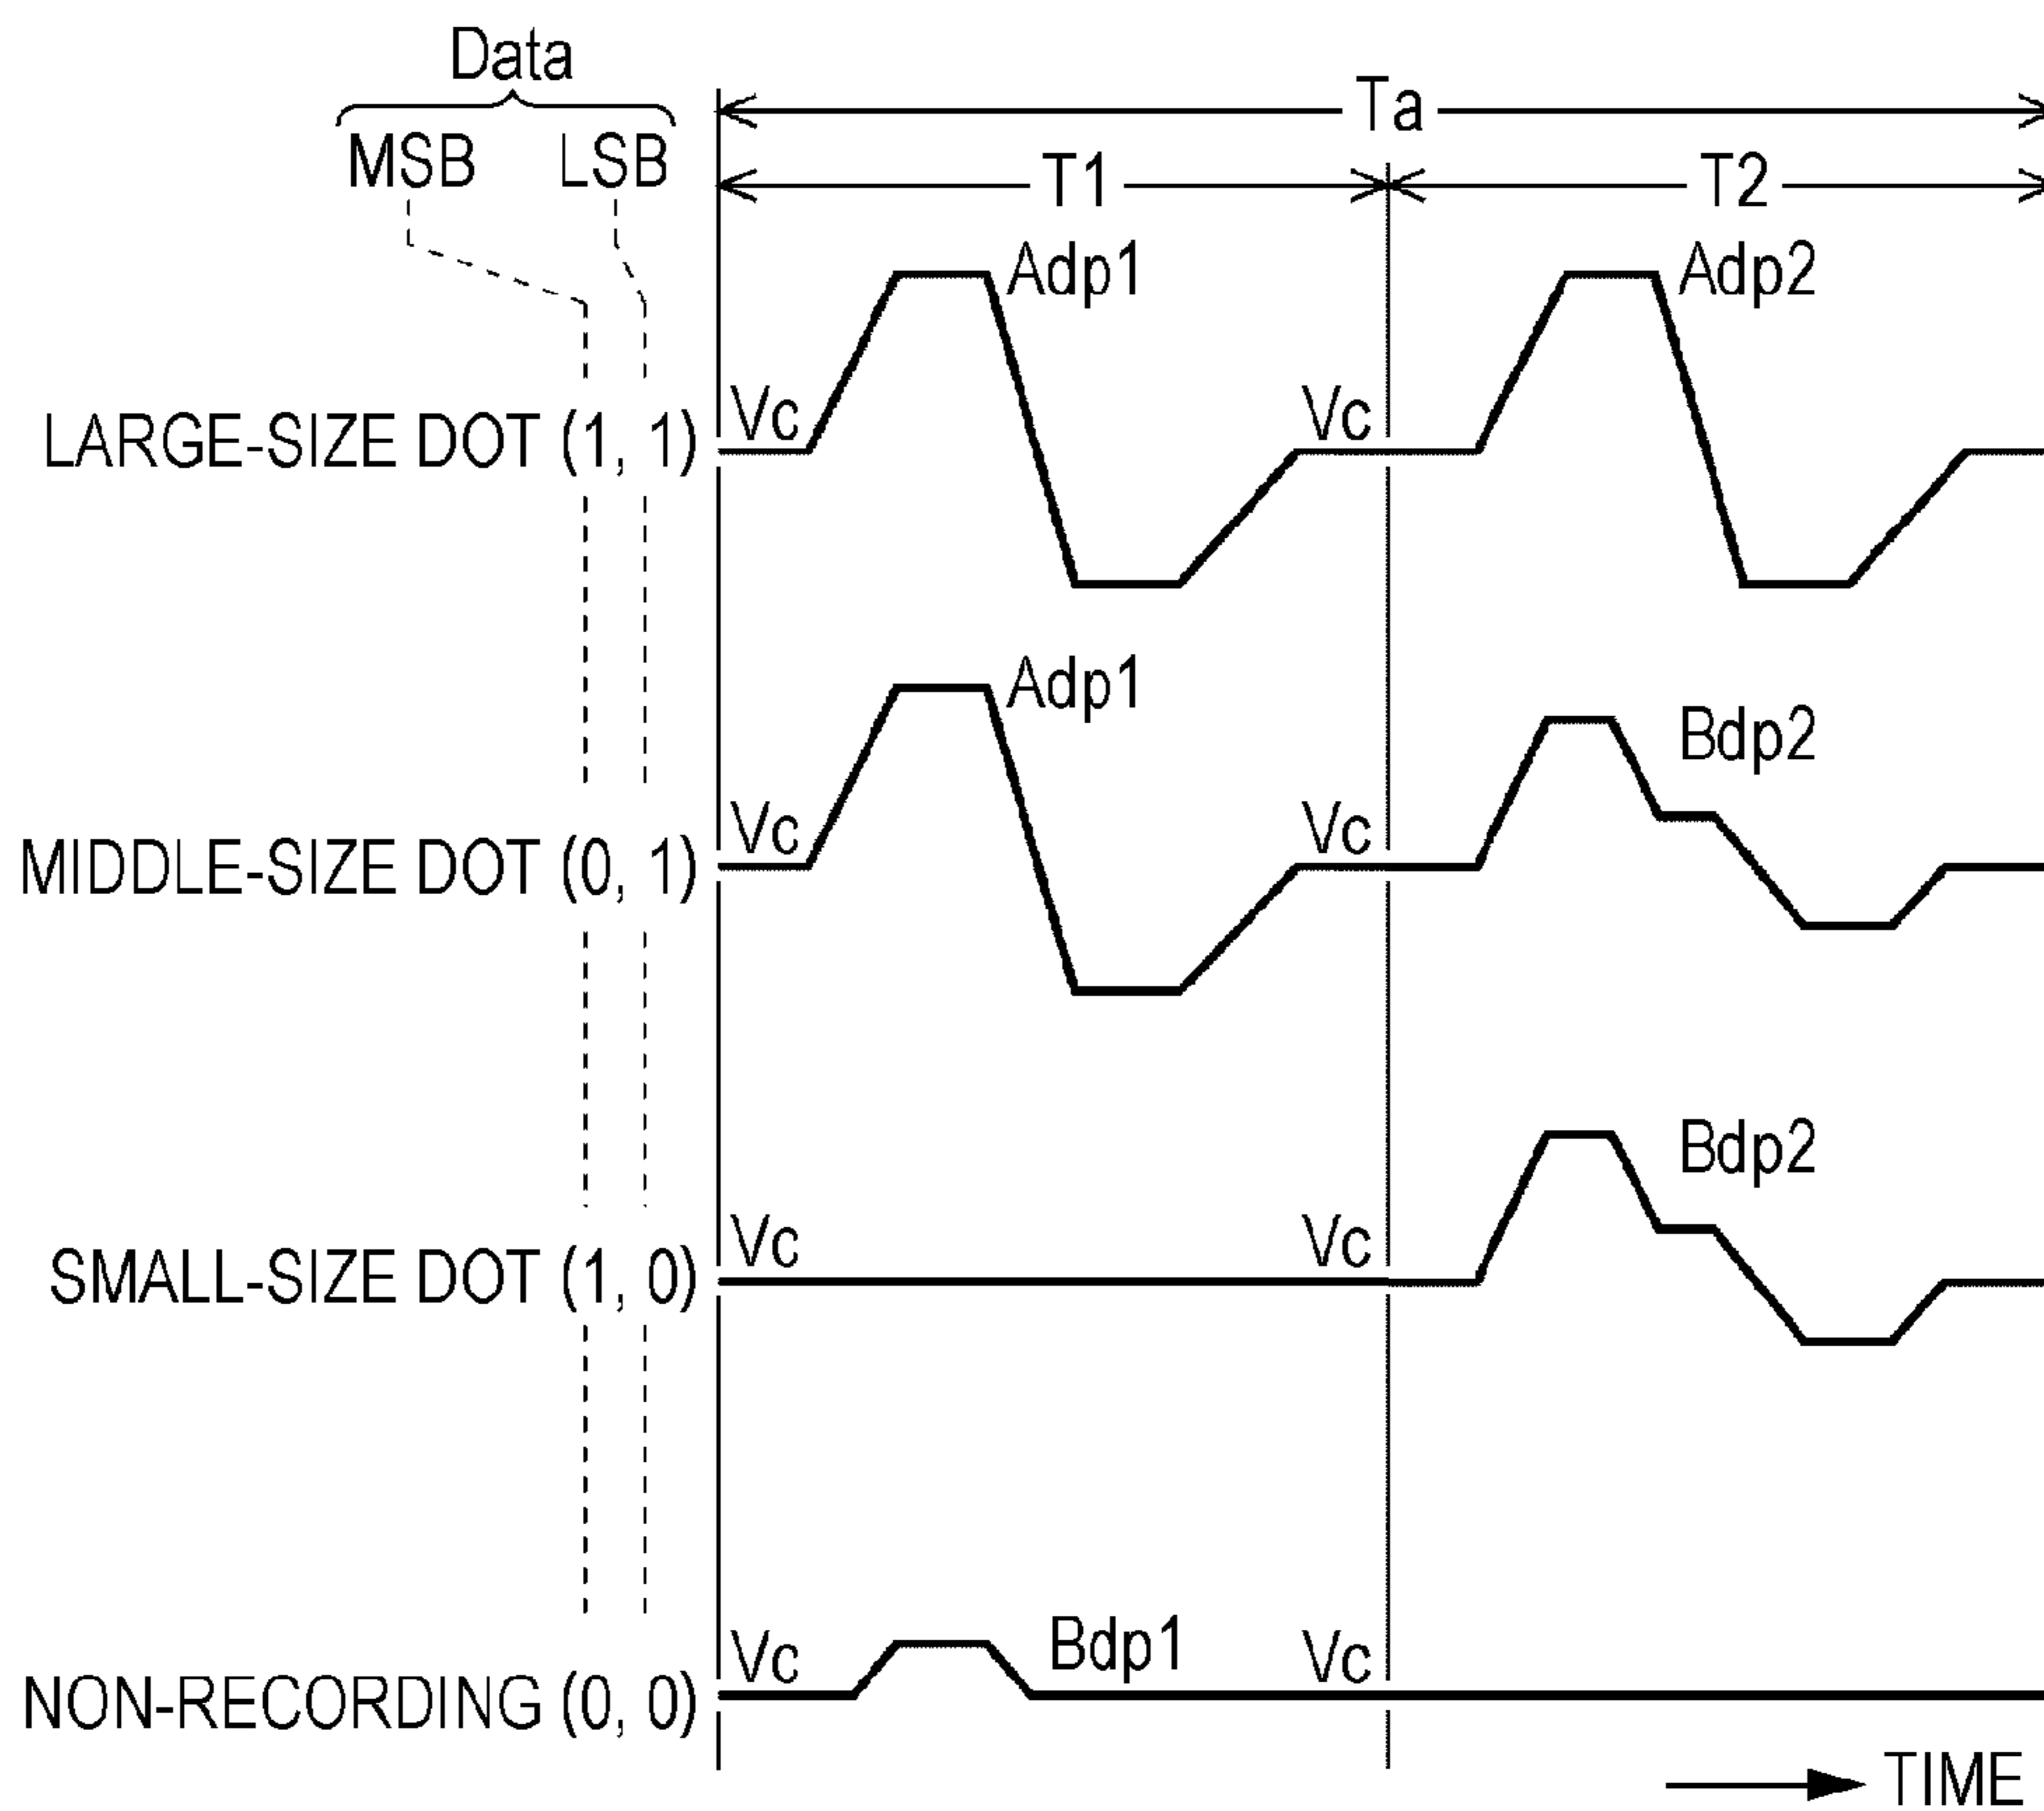 Data
Ta
MSB LSB
T1 T2
Adp1 Adp2
Vc Vc
LARGE-SIZE DOT (1, 1)
Adp1
Bdp2
Vc Vc
MIDDLE-SIZE DOT (0, 1)
Bdp2
Vc Vc
SMALL-SIZE DOT (1, 0)
Bdp1
Vc Vc
NON-RECORDING (0, 0)
TIME